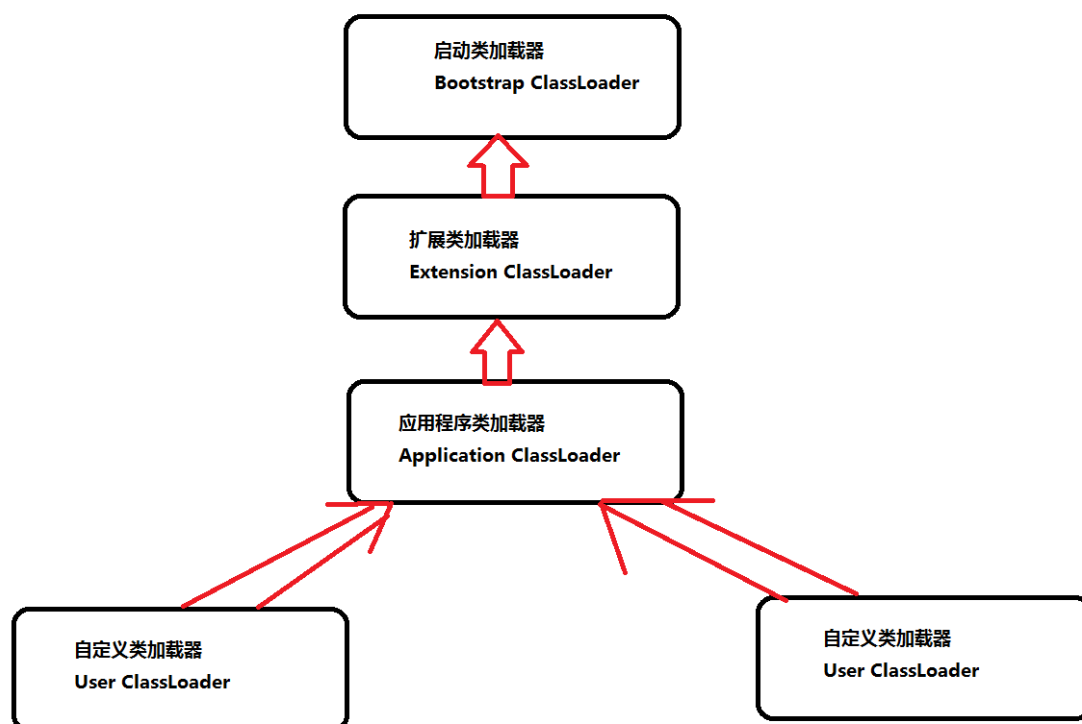 启动类加载器
Bootstrap ClassLoader
扩展类加载器
Extension ClassLoader
应用程序类加载器
Application ClassLoader
自定义类加载器
User ClassLoader
自定义类加载器
User ClassLoader